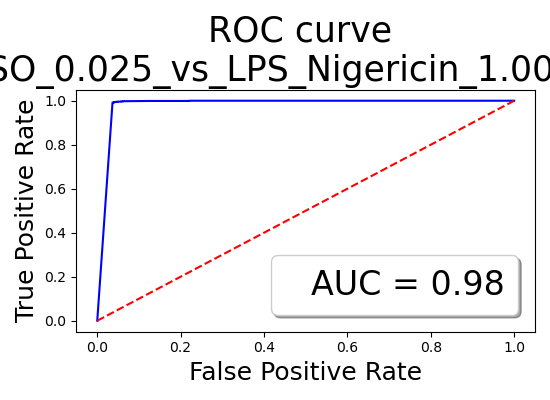 ROC curve
SO_0.025_vs_LPS_Nigericin_1.00
True Positive Rate
1.0
0.8
0.6
0.4
0.2
0.0
AUC = 0.98
0.0 0.2 0.4 0.6 0.8 1.0
False Positive Rate